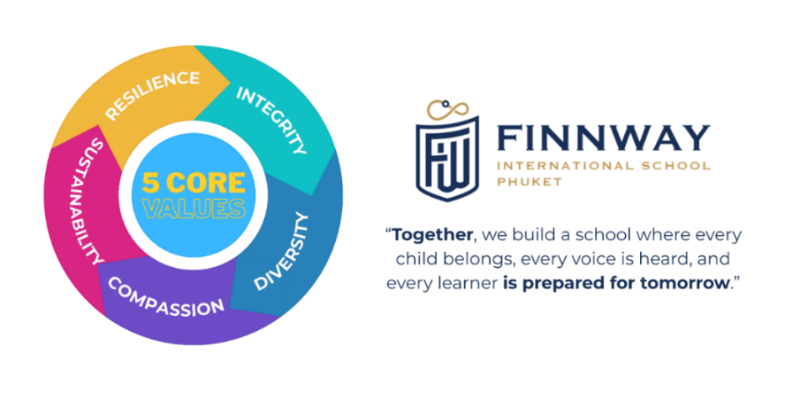 RESILIENCE
INTEGRITY
DIVERSITY
COMPASSION
SUSTAINABILITY
5 CORE
VALUES
FW
FINNWAY
INTERNATIONAL SCHOOL
PHUKET
“Together, we build a school where every
child belongs, every voice is heard, and
every learner is prepared for tomorrow.”